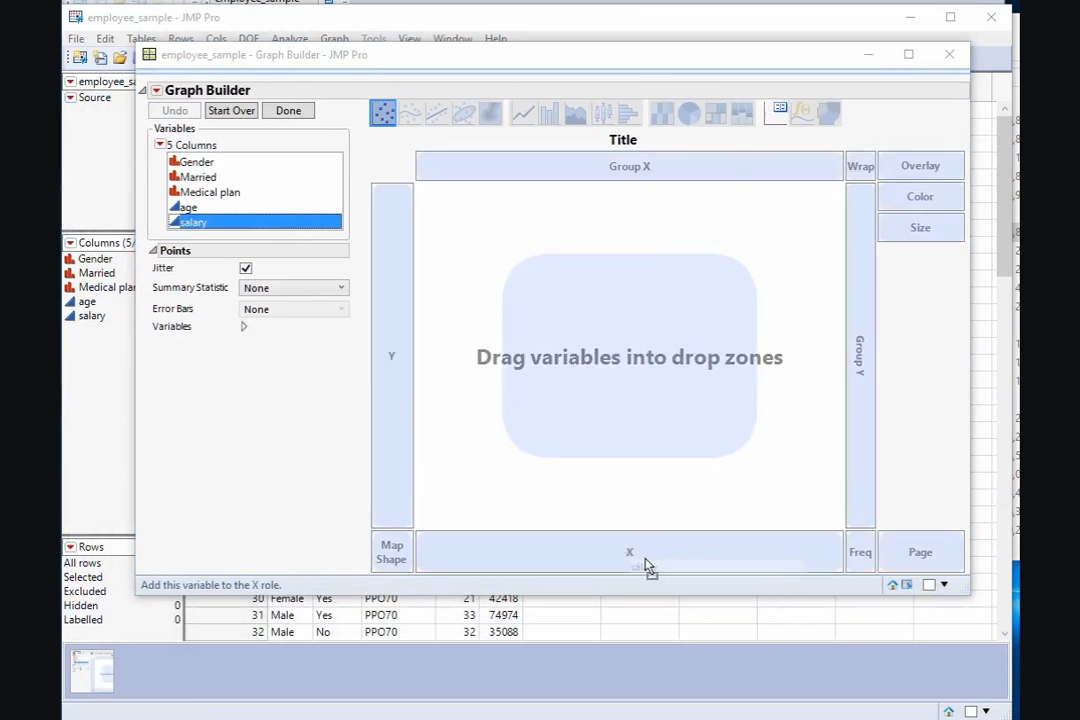 employee_sample
employee_sample - JMP Pro
File Edit Tables Rows Cols DOE Analyze Graph Tools View Window Help
employee_sample - Graph Builder - JMP Pro
employee_sa
Source
Graph Builder
Undo Start Over Done
Variables
5 Columns
Gender
Married
Medical plan
age
salary
Points
Jitter
Summary Statistic None
Error Bars None
Variables
Title
Group X
Wrap
Overlay
Color
Size
Y
Drag variables into drop zones
Group Y
Map Shape
X
Freq
Page
Add this variable to the X role.
Columns (5/
Gender
Married
Medical plan
age
salary
Rows
All rows
Selected
Excluded
Hidden 0
Labelled 0
30 Female Yes PPO70 21 42418
31 Male Yes PPO70 33 74974
32 Male No PPO70 32 35088